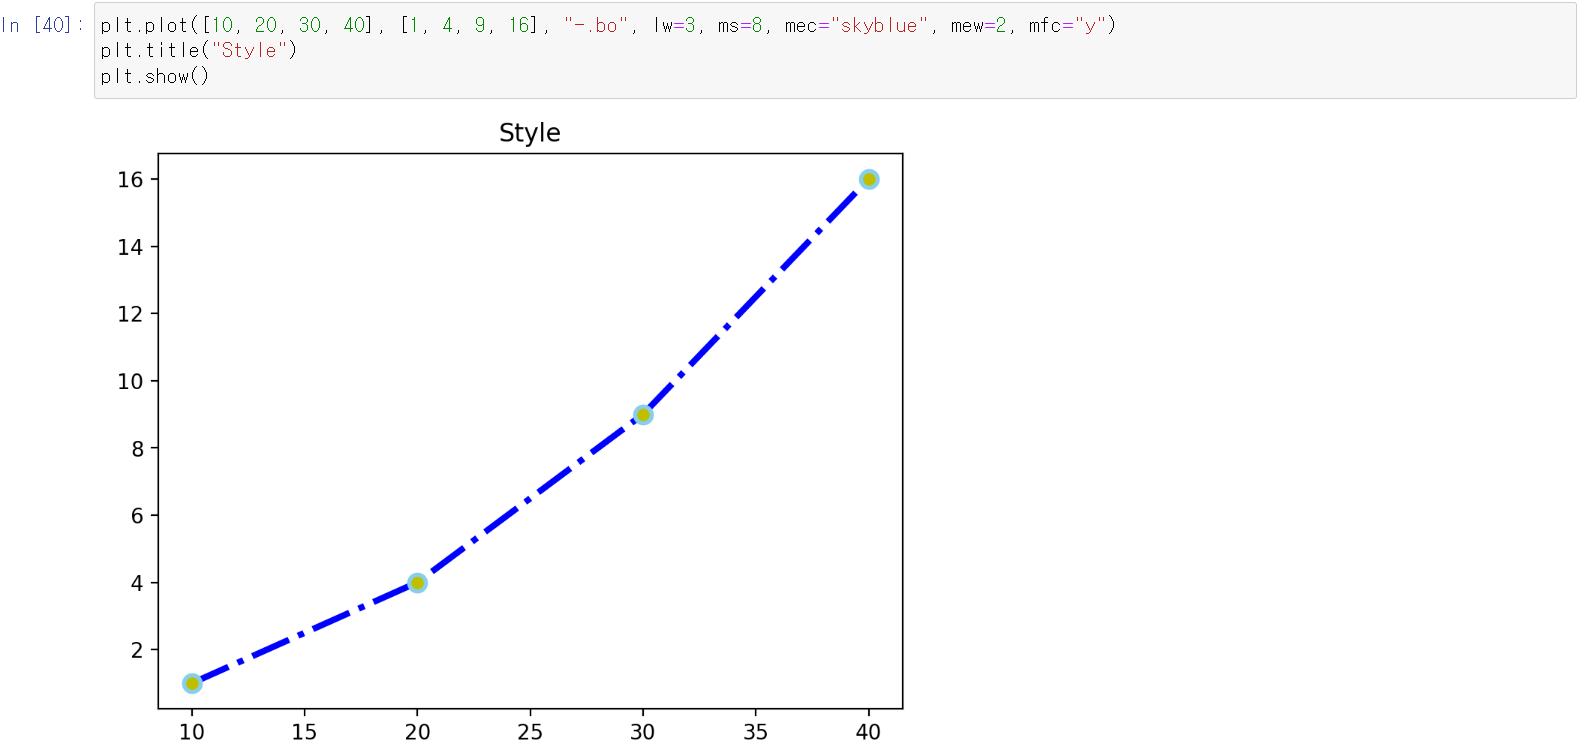 In [40]: plt.plot([10, 20, 30, 40], [1, 4, 9, 16], "-.bo", lw=3, ms=8, mec="skyblue", mew=2, mfc="y")
plt.title("Style")
plt.show()
Style
16
14
12
10
8
6
4
2
10 15 20 25 30 35 40